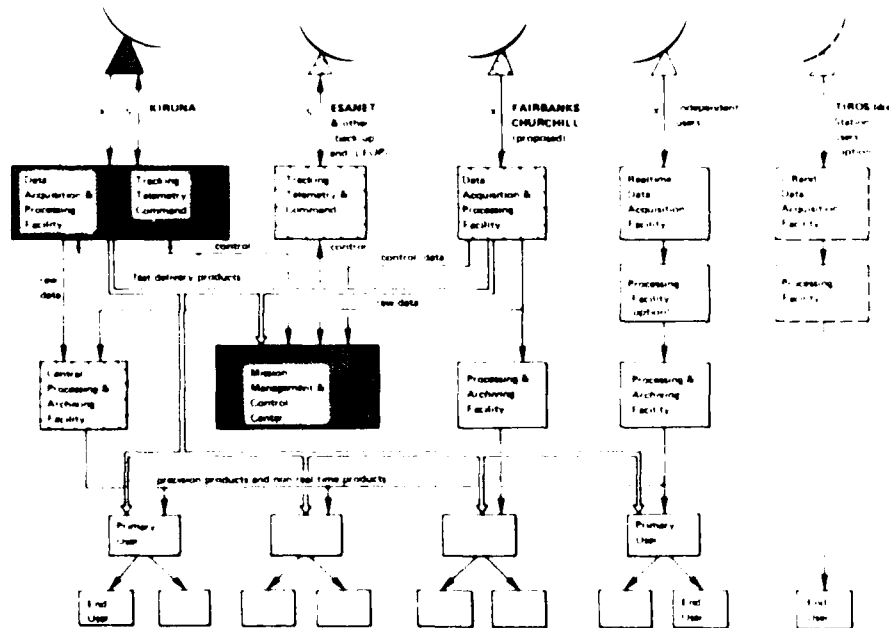 KIRUNA
ESANET
& other
back-up
FAIRBANKS
CHURCHILL
(proposed)
independent
users
TIROS like
Station
users
option
Data
Acquisition &
Processing
Facility
Tracking
Telemetry
Command
Tracking
Telemetry &
Command
Data
Acquisition &
Processing
Facility
Realtime
Data
Acquisition
Facility
Data
Acquisition
Facility
control
control
control data
fast delivery products
raw
data
raw data
Processing
Facility
option
Processing
Facility
Central
Processing &
Archiving
Facility
Mission
Management &
Control
Center
Processing &
Archiving
Facility
Processing &
Archiving
Facility
precision products and non real time products
Primary
User
Primary
User
End
User
End
User
End
User